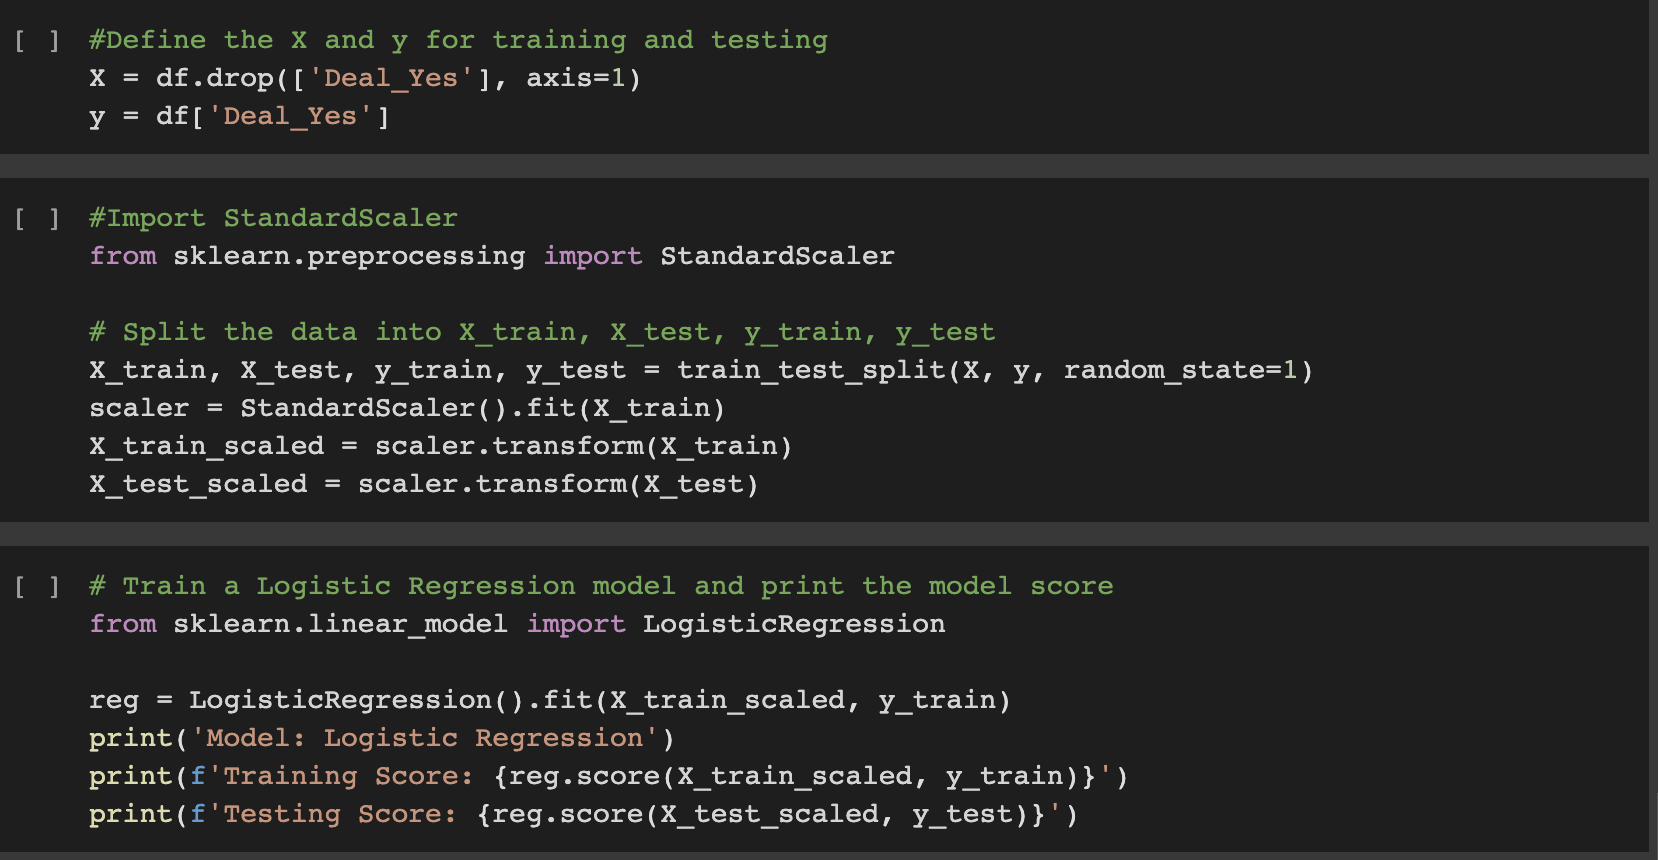 [ ] #Define the X and y for training and testing
X = df.drop(['Deal_Yes'], axis=1)
y = df['Deal_Yes']
[ ] #Import StandardScaler
from sklearn.preprocessing import StandardScaler
# Split the data into X_train, X_test, y_train, y_test
X_train, X_test, y_train, y_test = train_test_split(X, y, random_state=1)
scaler = StandardScaler().fit(X_train)
X_train_scaled = scaler.transform(X_train)
X_test_scaled = scaler.transform(X_test)
[ ] # Train a Logistic Regression model and print the model score
from sklearn.linear_model import LogisticRegression
reg = LogisticRegression().fit(X_train_scaled, y_train)
print('Model: Logistic Regression')
print(f'Training Score: {reg.score(X_train_scaled, y_train)}')
print(f'Testing Score: {reg.score(X_test_scaled, y_test)}')